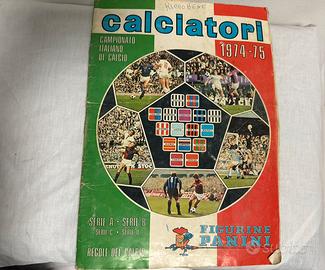 calciatori
CAMPIONATO
ITALIANO
DI CALCIO
1974-75
SERIE A • SERIE B
SERIE C • SERIE D
REGOLE DEL CALCIO
FIGURINE
PANINI